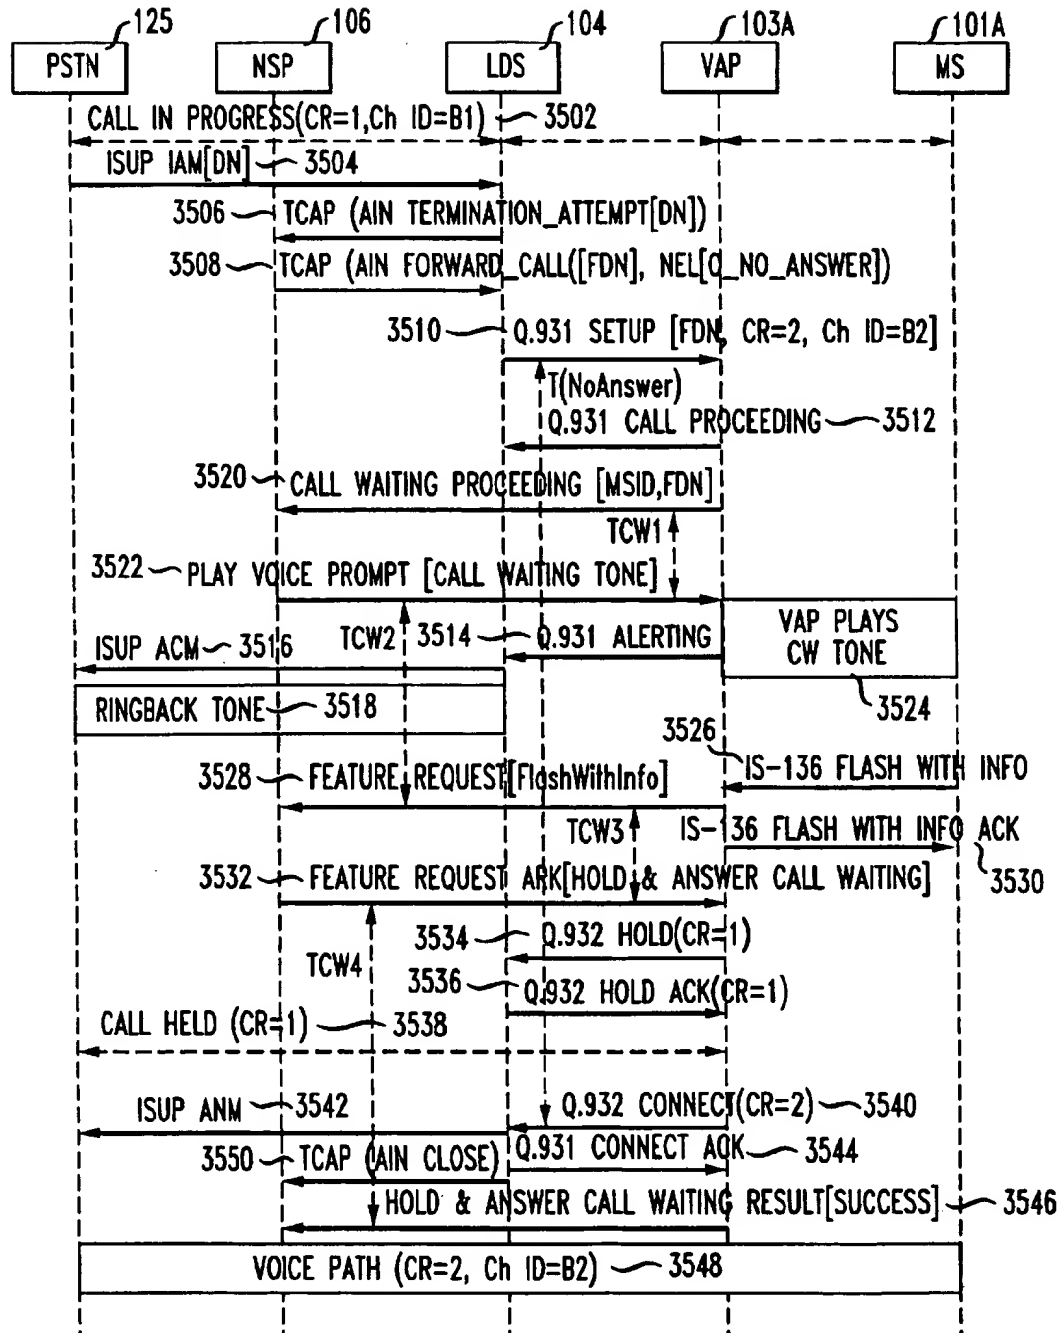 125 106 104 103A 101A
PSTN NSP LDS VAP MS
CALL IN PROGRESS(CR=1,Ch ID=B1) 3502
ISUP IAM[DN] 3504
3506 TCAP (AIN TERMINATION_ATTEMPT[DN])
3508 TCAP (AIN FORWARD_CALL([FDN], NEL[O_NO_ANSWER])
3510 Q.931 SETUP [FDN, CR=2, Ch ID=B2]
T(NoAnswer)
Q.931 CALL PROCEEDING 3512
3520 CALL WAITING PROCEEDING [MSID,FDN]
TCW1
3522 PLAY VOICE PROMPT [CALL WAITING TONE]
TCW2 3514 Q.931 ALERTING
VAP PLAYS
CW TONE
3524
ISUP ACM 3516
RINGBACK TONE 3518
3526
IS-136 FLASH WITH INFO
3528 FEATURE REQUEST[FlashWithInfo]
TCW3 IS-136 FLASH WITH INFO ACK
3530
3532 FEATURE REQUEST ARK[HOLD & ANSWER CALL WAITING]
3534 Q.932 HOLD(CR=1)
TCW4
3536 Q.932 HOLD ACK(CR=1)
CALL HELD (CR=1) 3538
ISUP ANM 3542 Q.932 CONNECT(CR=2) 3540
3550 TCAP (AIN CLOSE) Q.931 CONNECT ACK 3544
HOLD & ANSWER CALL WAITING RESULT[SUCCESS] 3546
VOICE PATH (CR=2, Ch ID=B2) 3548